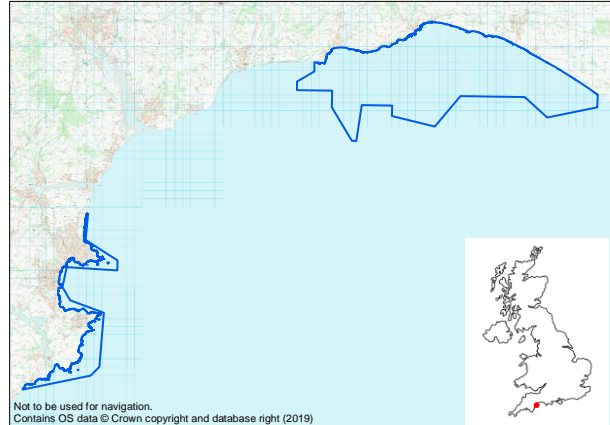 Not to be used for navigation.
Contains OS data © Crown copyright and database right (2019)